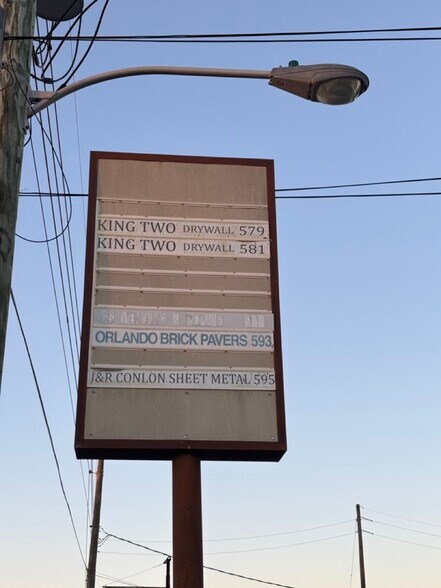 KING TWO DRYWALL 579
KING TWO DRYWALL 581
ORLANDO BRICK PAVERS 593,
J&R CONLON SHEET METAL 595